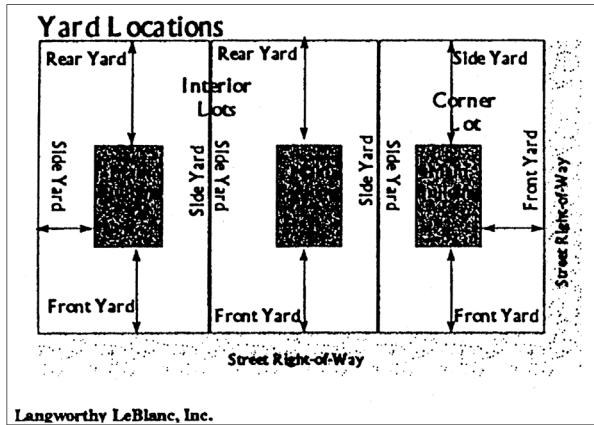 Yard Locations
Rear Yard
Rear Yard
Side Yard
Interior
Lots
Corner
Lot
Side Yard
Side Yard
Side Yard
Side Yard
Side Yard
Front Yard
Street Right-of-Way
Front Yard
Front Yard
Front Yard
Street Right-of-Way
Langworthy LeBlanc, Inc.